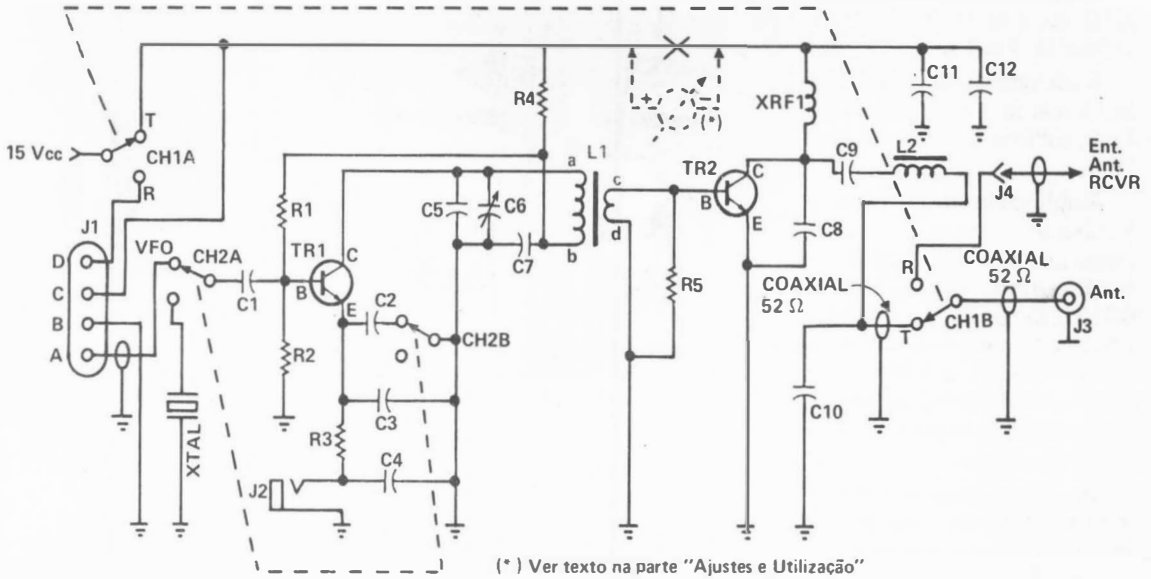 C11
C12
R4
XRF1
+
−
(*)
T
15 Vcc
CH1A
R
L1
a
c
TR2
C
C9
L2
Ent.
Ant.
RCVR
J4
J1
D
C
B
A
VFO
CH2A
C1
R1
TR1
C
B
E
C5
C6
C7
b
d
B
E
C8
R5
C2
CH2B
COAXIAL
52 Ω
R
COAXIAL
52 Ω
Ant.
CH1B
J3
T
R2
XTAL
C3
R3
C4
J2
C10
(*) Ver texto na parte "Ajustes e Utilização"